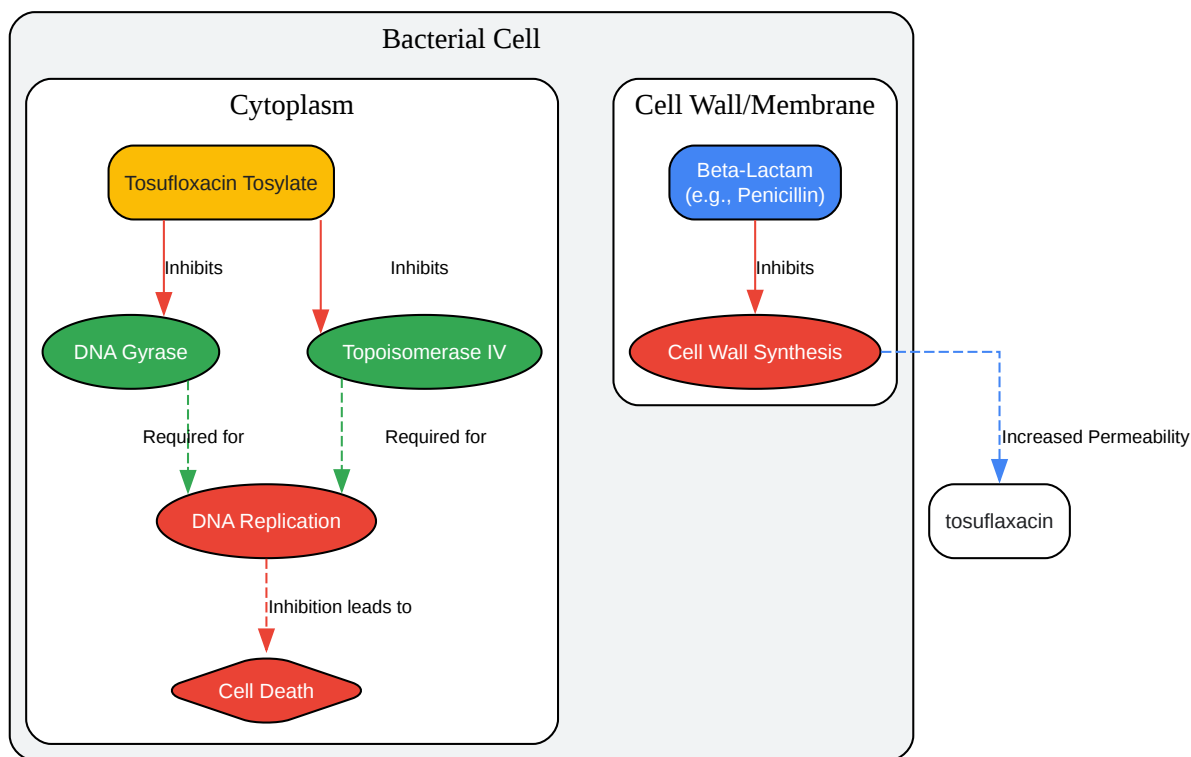 Bacterial Cell
Cytoplasm
Cell Wall/Membrane
Tosufloxacin Tosylate
Beta-Lactam
(e.g., Penicillin)
Inhibits
Inhibits
Inhibits
DNA Gyrase
Topoisomerase IV
Cell Wall Synthesis
Required for
Required for
Increased Permeability
DNA Replication
tosuflaxacin
Inhibition leads to
Cell Death